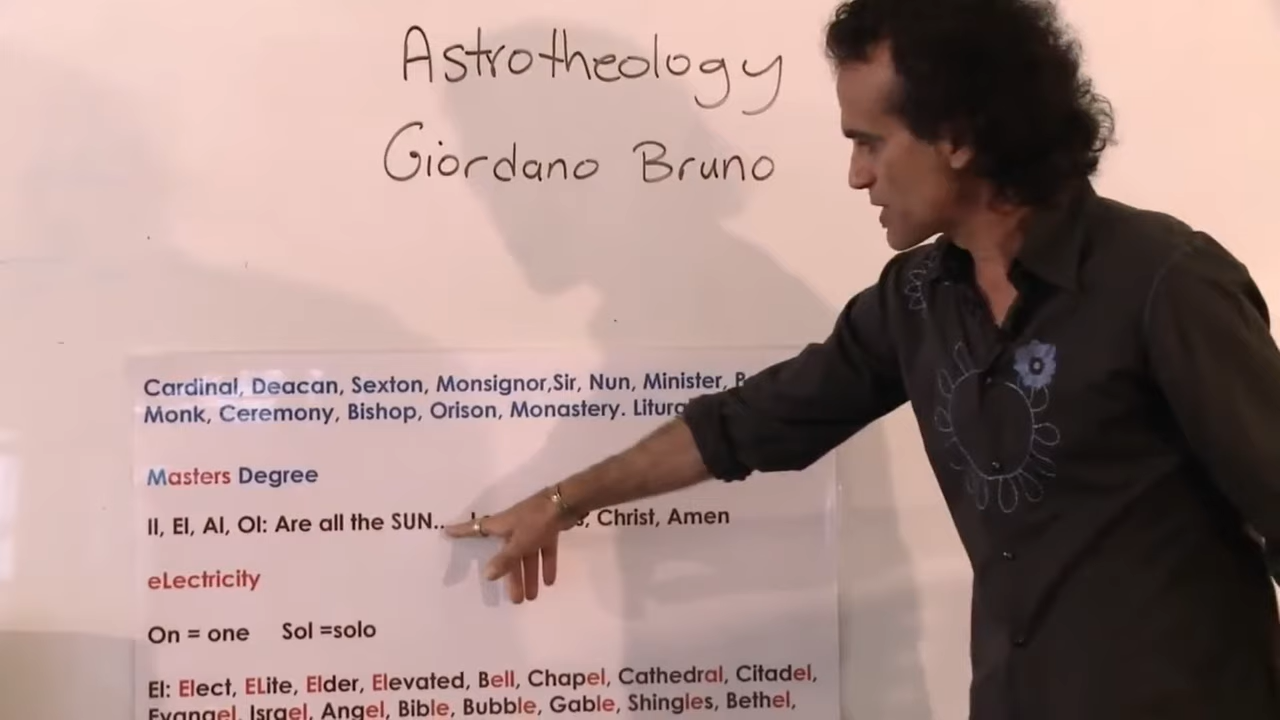 Astrotheology
Giordano Bruno
Cardinal, Deacan, Sexton, Monsignor,Sir, Nun, Minister,
Monk, Ceremony, Bishop, Orison, Monastery.
Masters Degree
Il, El, Al, Ol: Are all the SUN.. Christ, Amen
eLectricity
On = one Sol =solo
El: Elect, ELite, Elder, Elevated, Bell, Chapel, Cathedral, Citadel,
Evangel, Israel, Angel, Bible, Bubble, Gable, Shingles, Bethel,